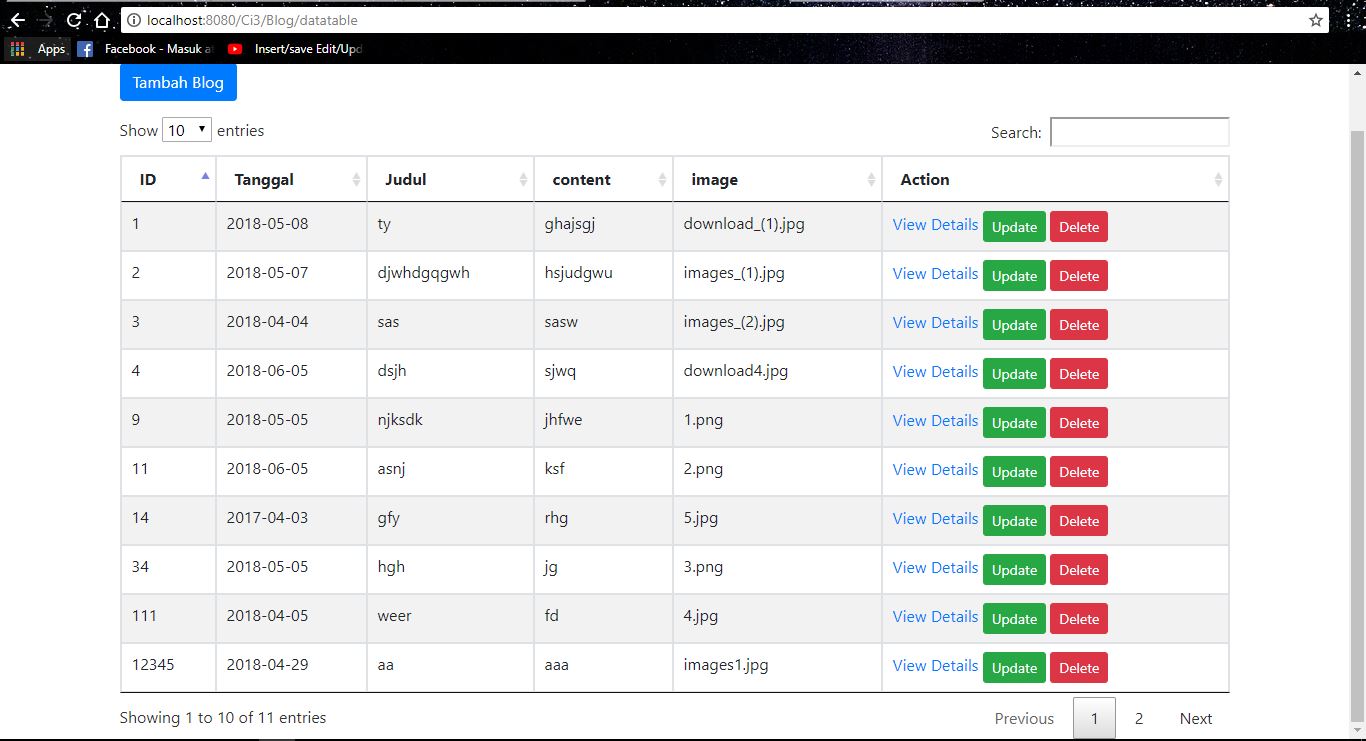 localhost:8080/Ci3/Blog/datatable
Apps Facebook - Masuk at Insert/save Edit/Upd
Tambah Blog
Show 10 entries Search:
ID Tanggal Judul content image Action
1 2018-05-08 ty ghajsgj download_(1).jpg View Details Update Delete
2 2018-05-07 djwhdgqgwh hsjudgwu images_(1).jpg View Details Update Delete
3 2018-04-04 sas sasw images_(2).jpg View Details Update Delete
4 2018-06-05 dsjh sjwq download4.jpg View Details Update Delete
9 2018-05-05 njksdk jhfwe 1.png View Details Update Delete
11 2018-06-05 asnj ksf 2.png View Details Update Delete
14 2017-04-03 gfy rhg 5.jpg View Details Update Delete
34 2018-05-05 hgh jg 3.png View Details Update Delete
111 2018-04-05 weer fd 4.jpg View Details Update Delete
12345 2018-04-29 aa aaa images1.jpg View Details Update Delete
Showing 1 to 10 of 11 entries Previous 1 2 Next